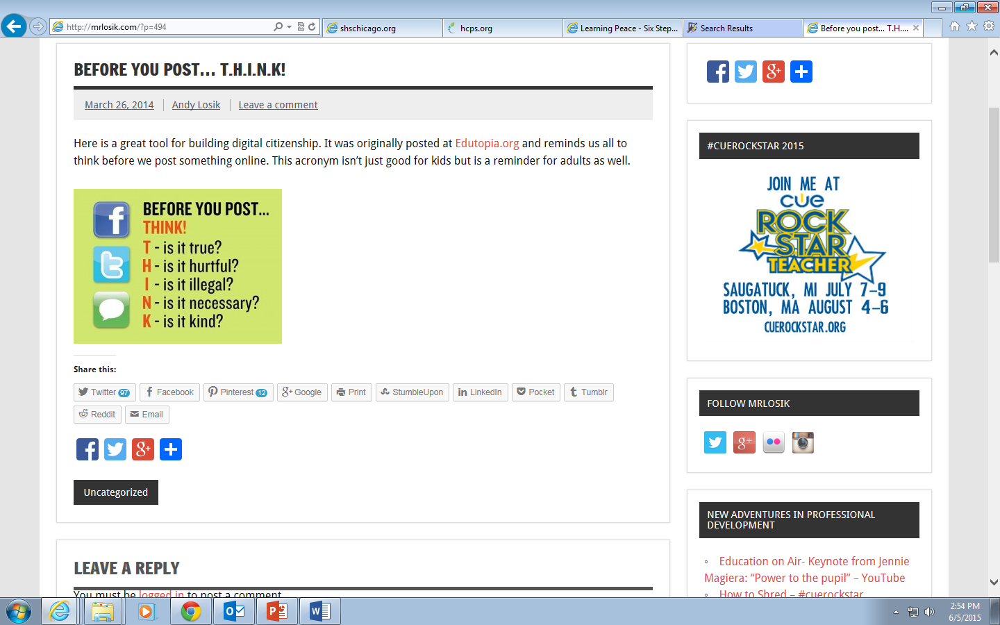 http://mrlosik.com/?p=494
shschicago.org
hcps.org
Learning Peace - Six Step...
Search Results
Before you post... T.H....
BEFORE YOU POST… T.H.I.N.K!
March 26, 2014
Andy Losik
Leave a comment
Here is a great tool for building digital citizenship. It was originally posted at Edutopia.org and reminds us all to
think before we post something online. This acronym isn’t just good for kids but is a reminder for adults as well.
BEFORE YOU POST...
THINK!
T - is it true?
H - is it hurtful?
I - is it illegal?
N - is it necessary?
K - is it kind?
Share this:
Twitter 97
Facebook
Pinterest 12
Google
Print
StumbleUpon
LinkedIn
Pocket
Tumblr
Reddit
Email
Uncategorized
LEAVE A REPLY
You must be logged in to post a comment
#CUEROCKSTAR 2015
JOIN ME AT
cue
ROCK
STAR
TEACHER
SAUGATUCK, MI JULY 7-9
BOSTON, MA AUGUST 4-6
CUEROCKSTAR.ORG
FOLLOW MRLOSIK
NEW ADVENTURES IN PROFESSIONAL
DEVELOPMENT
Education on Air- Keynote from Jennie
Magiera: “Power to the pupil” – YouTube
How to Shred – #cuerockstar
2:54 PM
6/5/2015